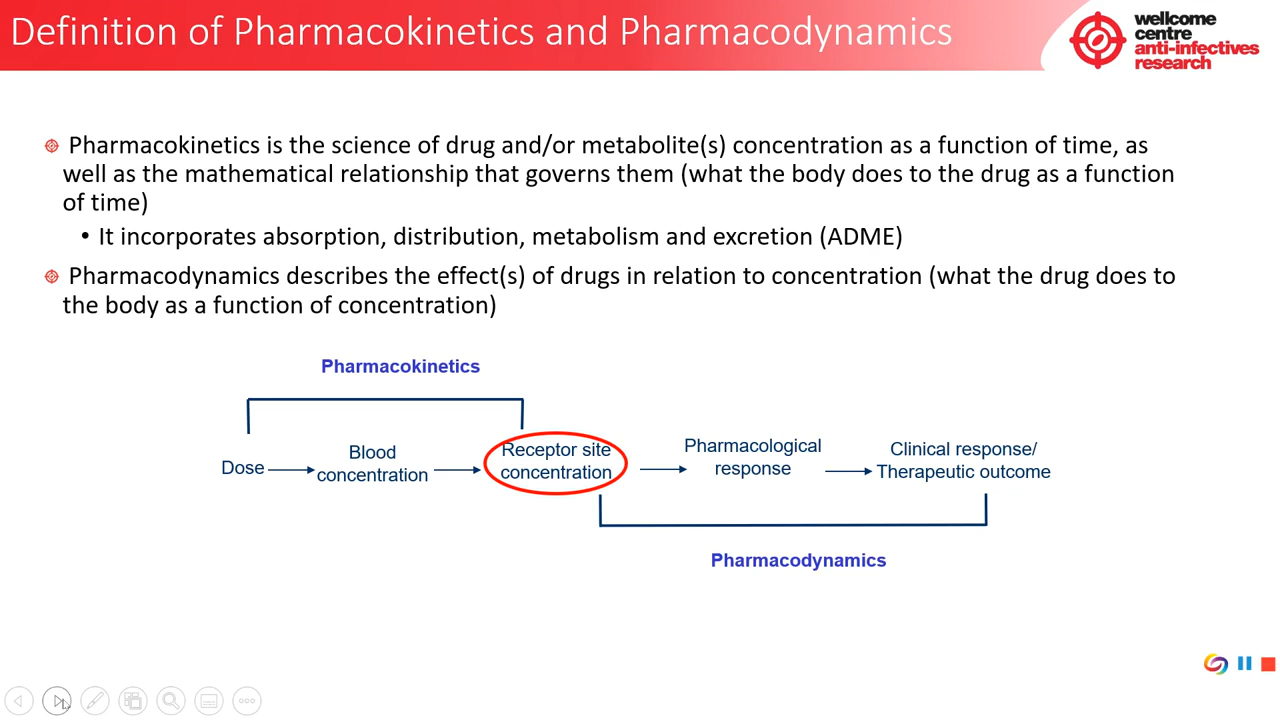 Definition of Pharmacokinetics and Pharmacodynamics
wellcome
centre
anti-infectives
research
Pharmacokinetics is the science of drug and/or metabolite(s) concentration as a function of time, as
well as the mathematical relationship that governs them (what the body does to the drug as a function
of time)
• It incorporates absorption, distribution, metabolism and excretion (ADME)
Pharmacodynamics describes the effect(s) of drugs in relation to concentration (what the drug does to
the body as a function of concentration)
Pharmacokinetics
Dose
Blood
concentration
Receptor site
concentration
Pharmacological
response
Clinical response/
Therapeutic outcome
Pharmacodynamics